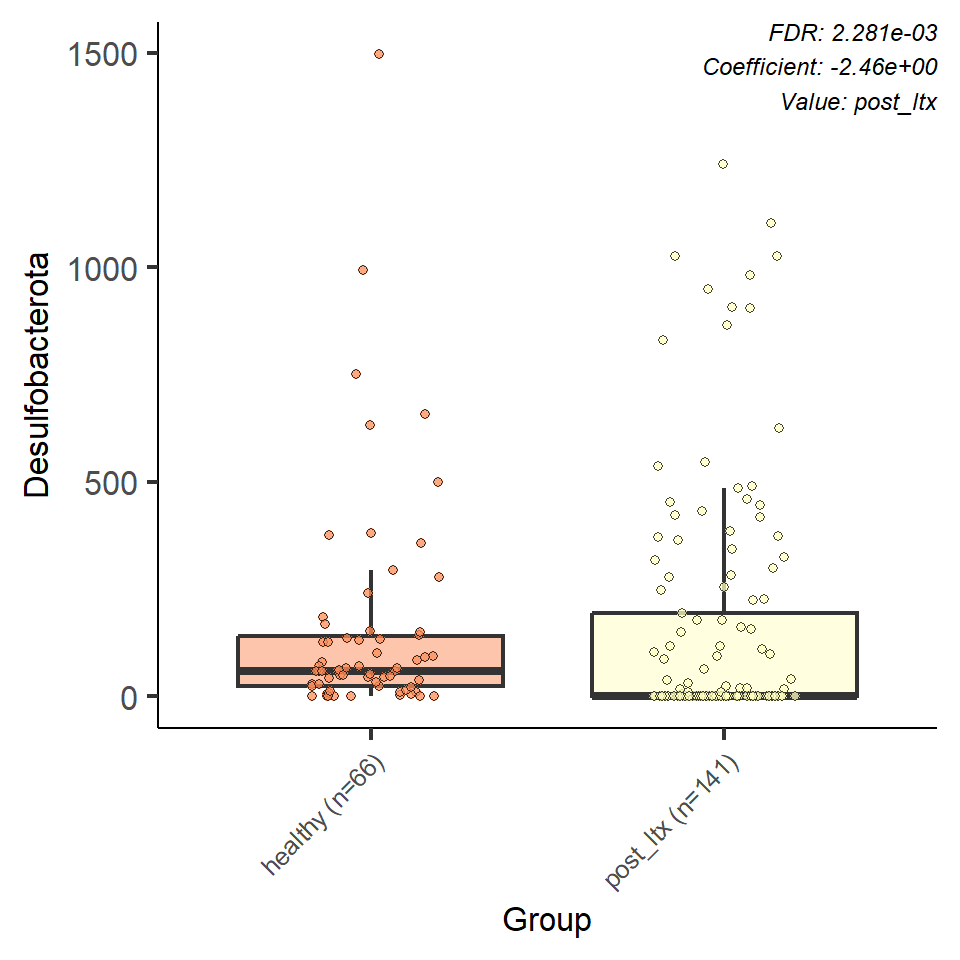 FDR: 2.281e-03
Coefficient: -2.46e+00
Value: post_ltx
1500
1000
500
0
Desulfobacterota
healthy (n=66)
post_ltx (n=141)
Group